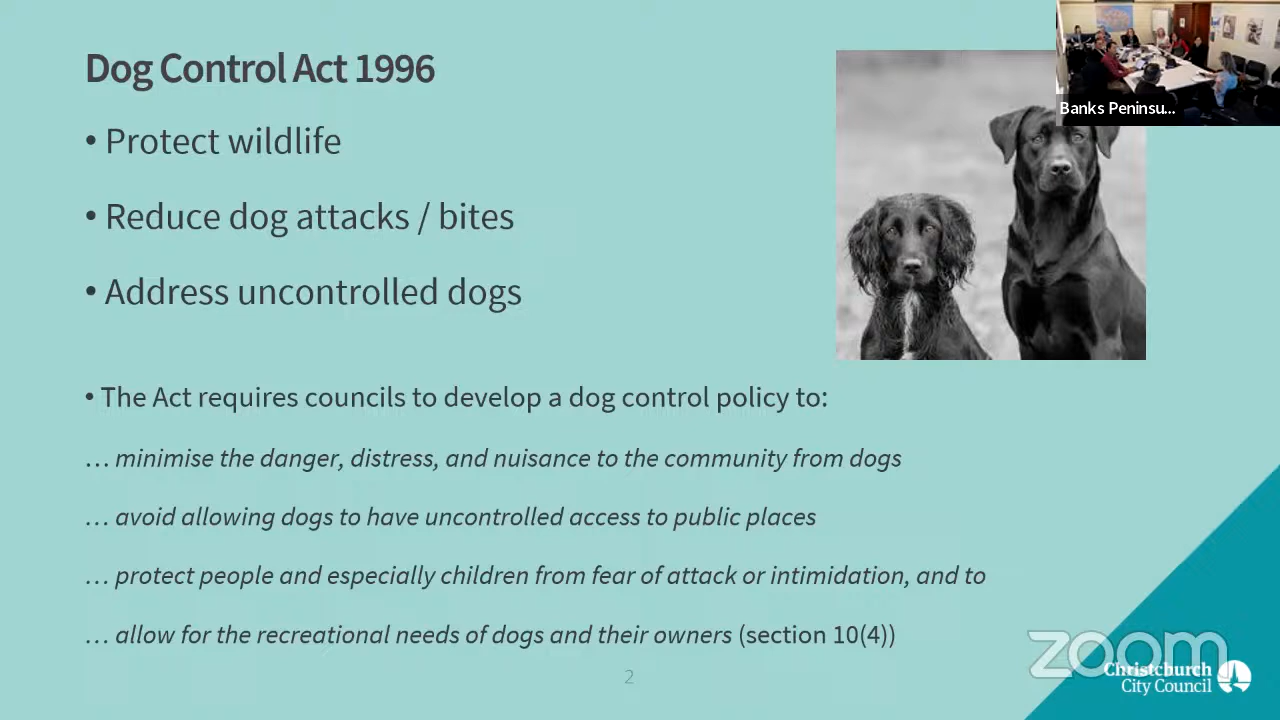 Dog Control Act 1996
Banks Peninsu...
• Protect wildlife
• Reduce dog attacks / bites
• Address uncontrolled dogs
• The Act requires councils to develop a dog control policy to:
… minimise the danger, distress, and nuisance to the community from dogs
… avoid allowing dogs to have uncontrolled access to public places
… protect people and especially children from fear of attack or intimidation, and to
… allow for the recreational needs of dogs and their owners (section 10(4))
zoom
Christchurch
City Council
2